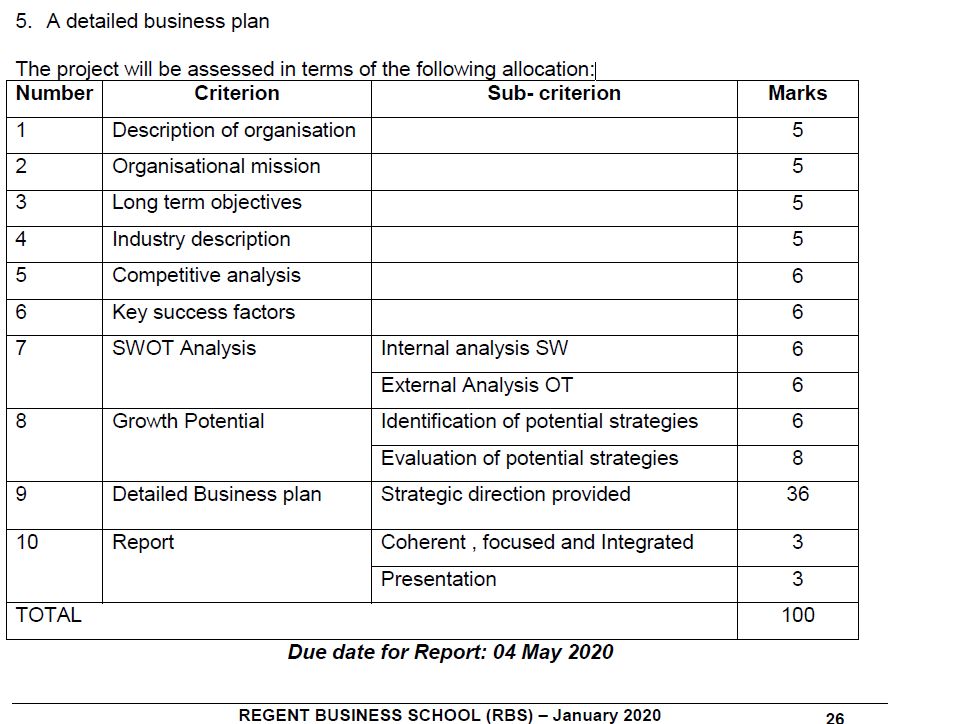 5. A detailed business plan
The project will be assessed in terms of the following allocation:
Number Criterion Sub- criterion Marks
1 Description of organisation 5
2 Organisational mission 5
3 Long term objectives 5
4 Industry description 5
5 Competitive analysis 6
6 Key success factors 6
7 SWOT Analysis Internal analysis SW 6
External Analysis OT 6
8 Growth Potential Identification of potential strategies 6
Evaluation of potential strategies 8
9 Detailed Business plan Strategic direction provided 36
10 Report Coherent , focused and Integrated 3
Presentation 3
TOTAL 100
Due date for Report: 04 May 2020
REGENT BUSINESS SCHOOL (RBS) – January 2020 26